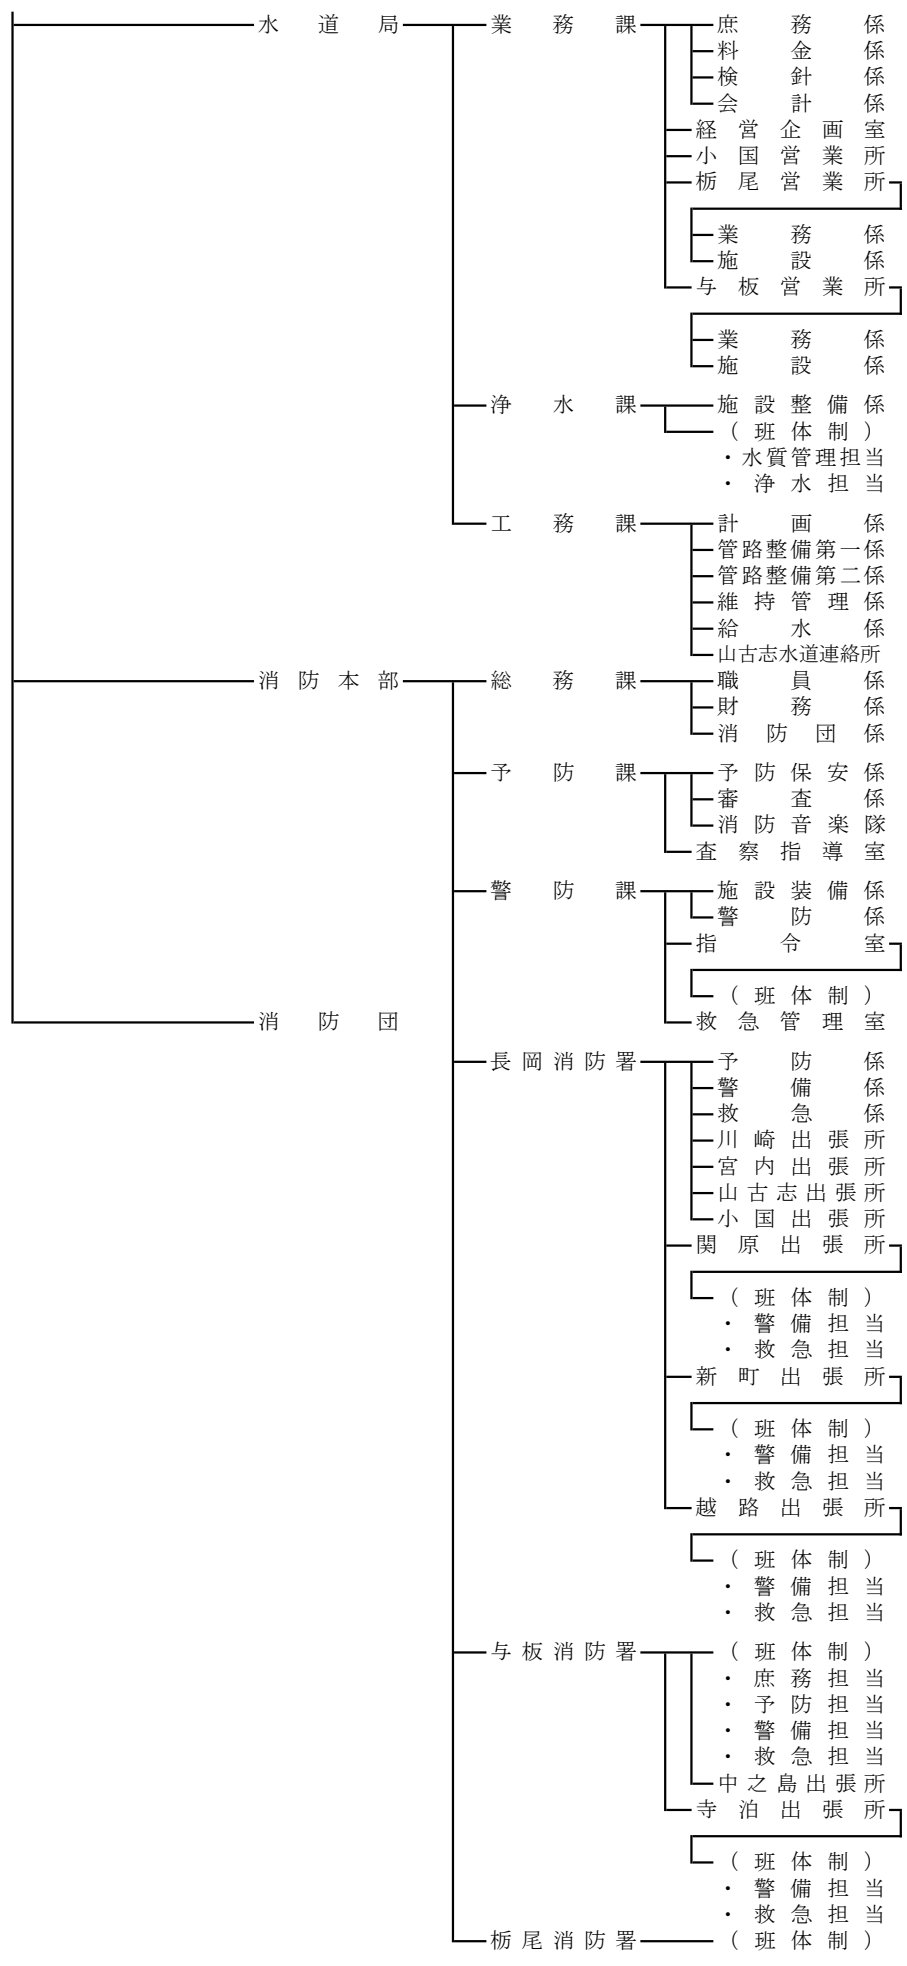 水道局 業務課 庶務係
料金係
検針係
会計係
経営企画室
小国営業所
栃尾営業所
業務係
施設係
与板営業所
業務係
施設係
浄水課 施設整備係
（班体制）
・水質管理担当
・浄水担当
工務課 計画係
管路整備第一係
管路整備第二係
維持管理係
給水係
山古志水道連絡所
消防本部 総務課 職員係
財務係
消防団係
予防課 予防保安係
審査係
消防音楽隊
査察指導室
警防課 施設装備係
警防係
指令室
（班体制）
消防団 救急管理室
長岡消防署 予防係
警備係
救急係
川崎出張所
宮内出張所
山古志出張所
小国出張所
関原出張所
（班体制）
・警備担当
・救急担当
新町出張所
（班体制）
・警備担当
・救急担当
越路出張所
（班体制）
・警備担当
・救急担当
与板消防署 （班体制）
・庶務担当
・予防担当
・警備担当
・救急担当
中之島出張所
寺泊出張所
（班体制）
・警備担当
・救急担当
栃尾消防署 （班体制）